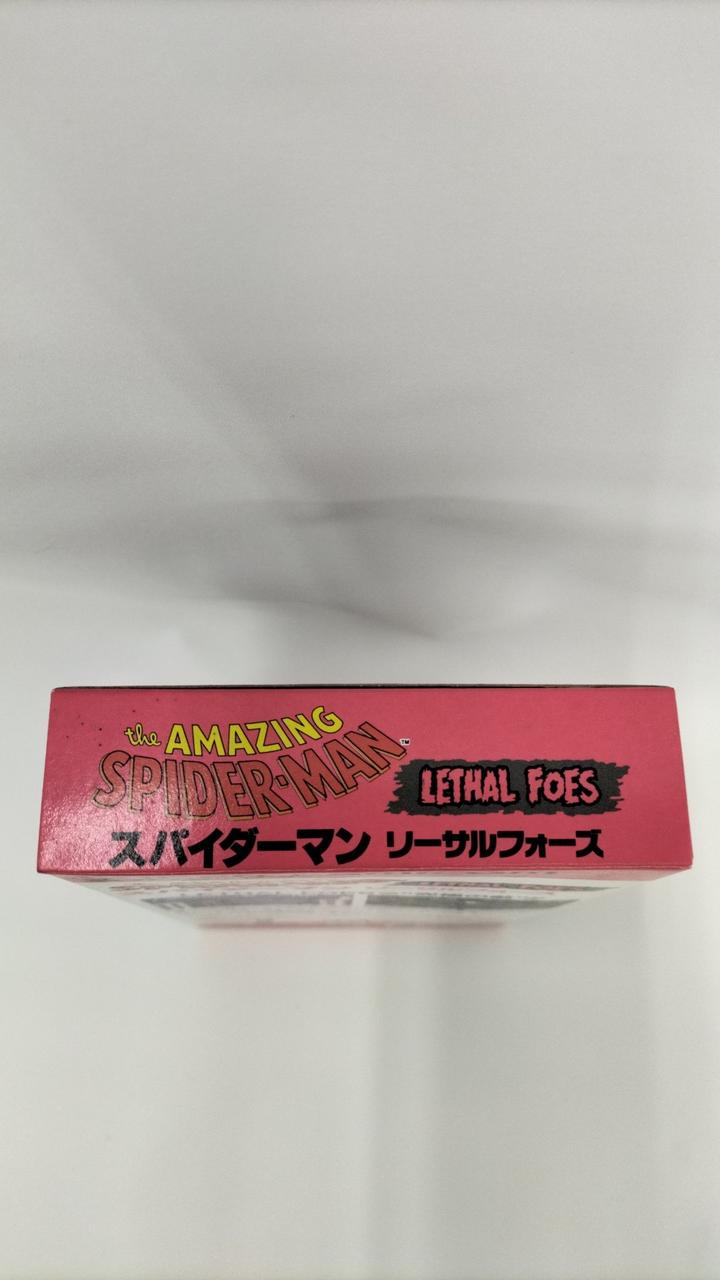 the AMAZING
SPIDER-MAN™
LETHAL FOES
スパイダーマン リーサルフォーズ